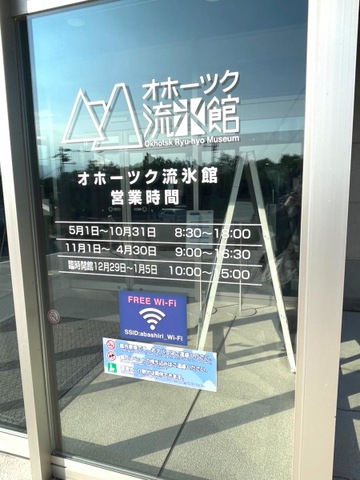 オホーツク
流氷館
Okhotsk Ryu-hyo Museum
オホーツク流氷館
営業時間
5月1日～10月31日 8:30～18:00
11月1日～ 4月30日 9:00～16:30
臨時開館12月29日～1月5日 10:00～15:00
FREE Wi-Fi
SSID:abashiri_Wi-Fi